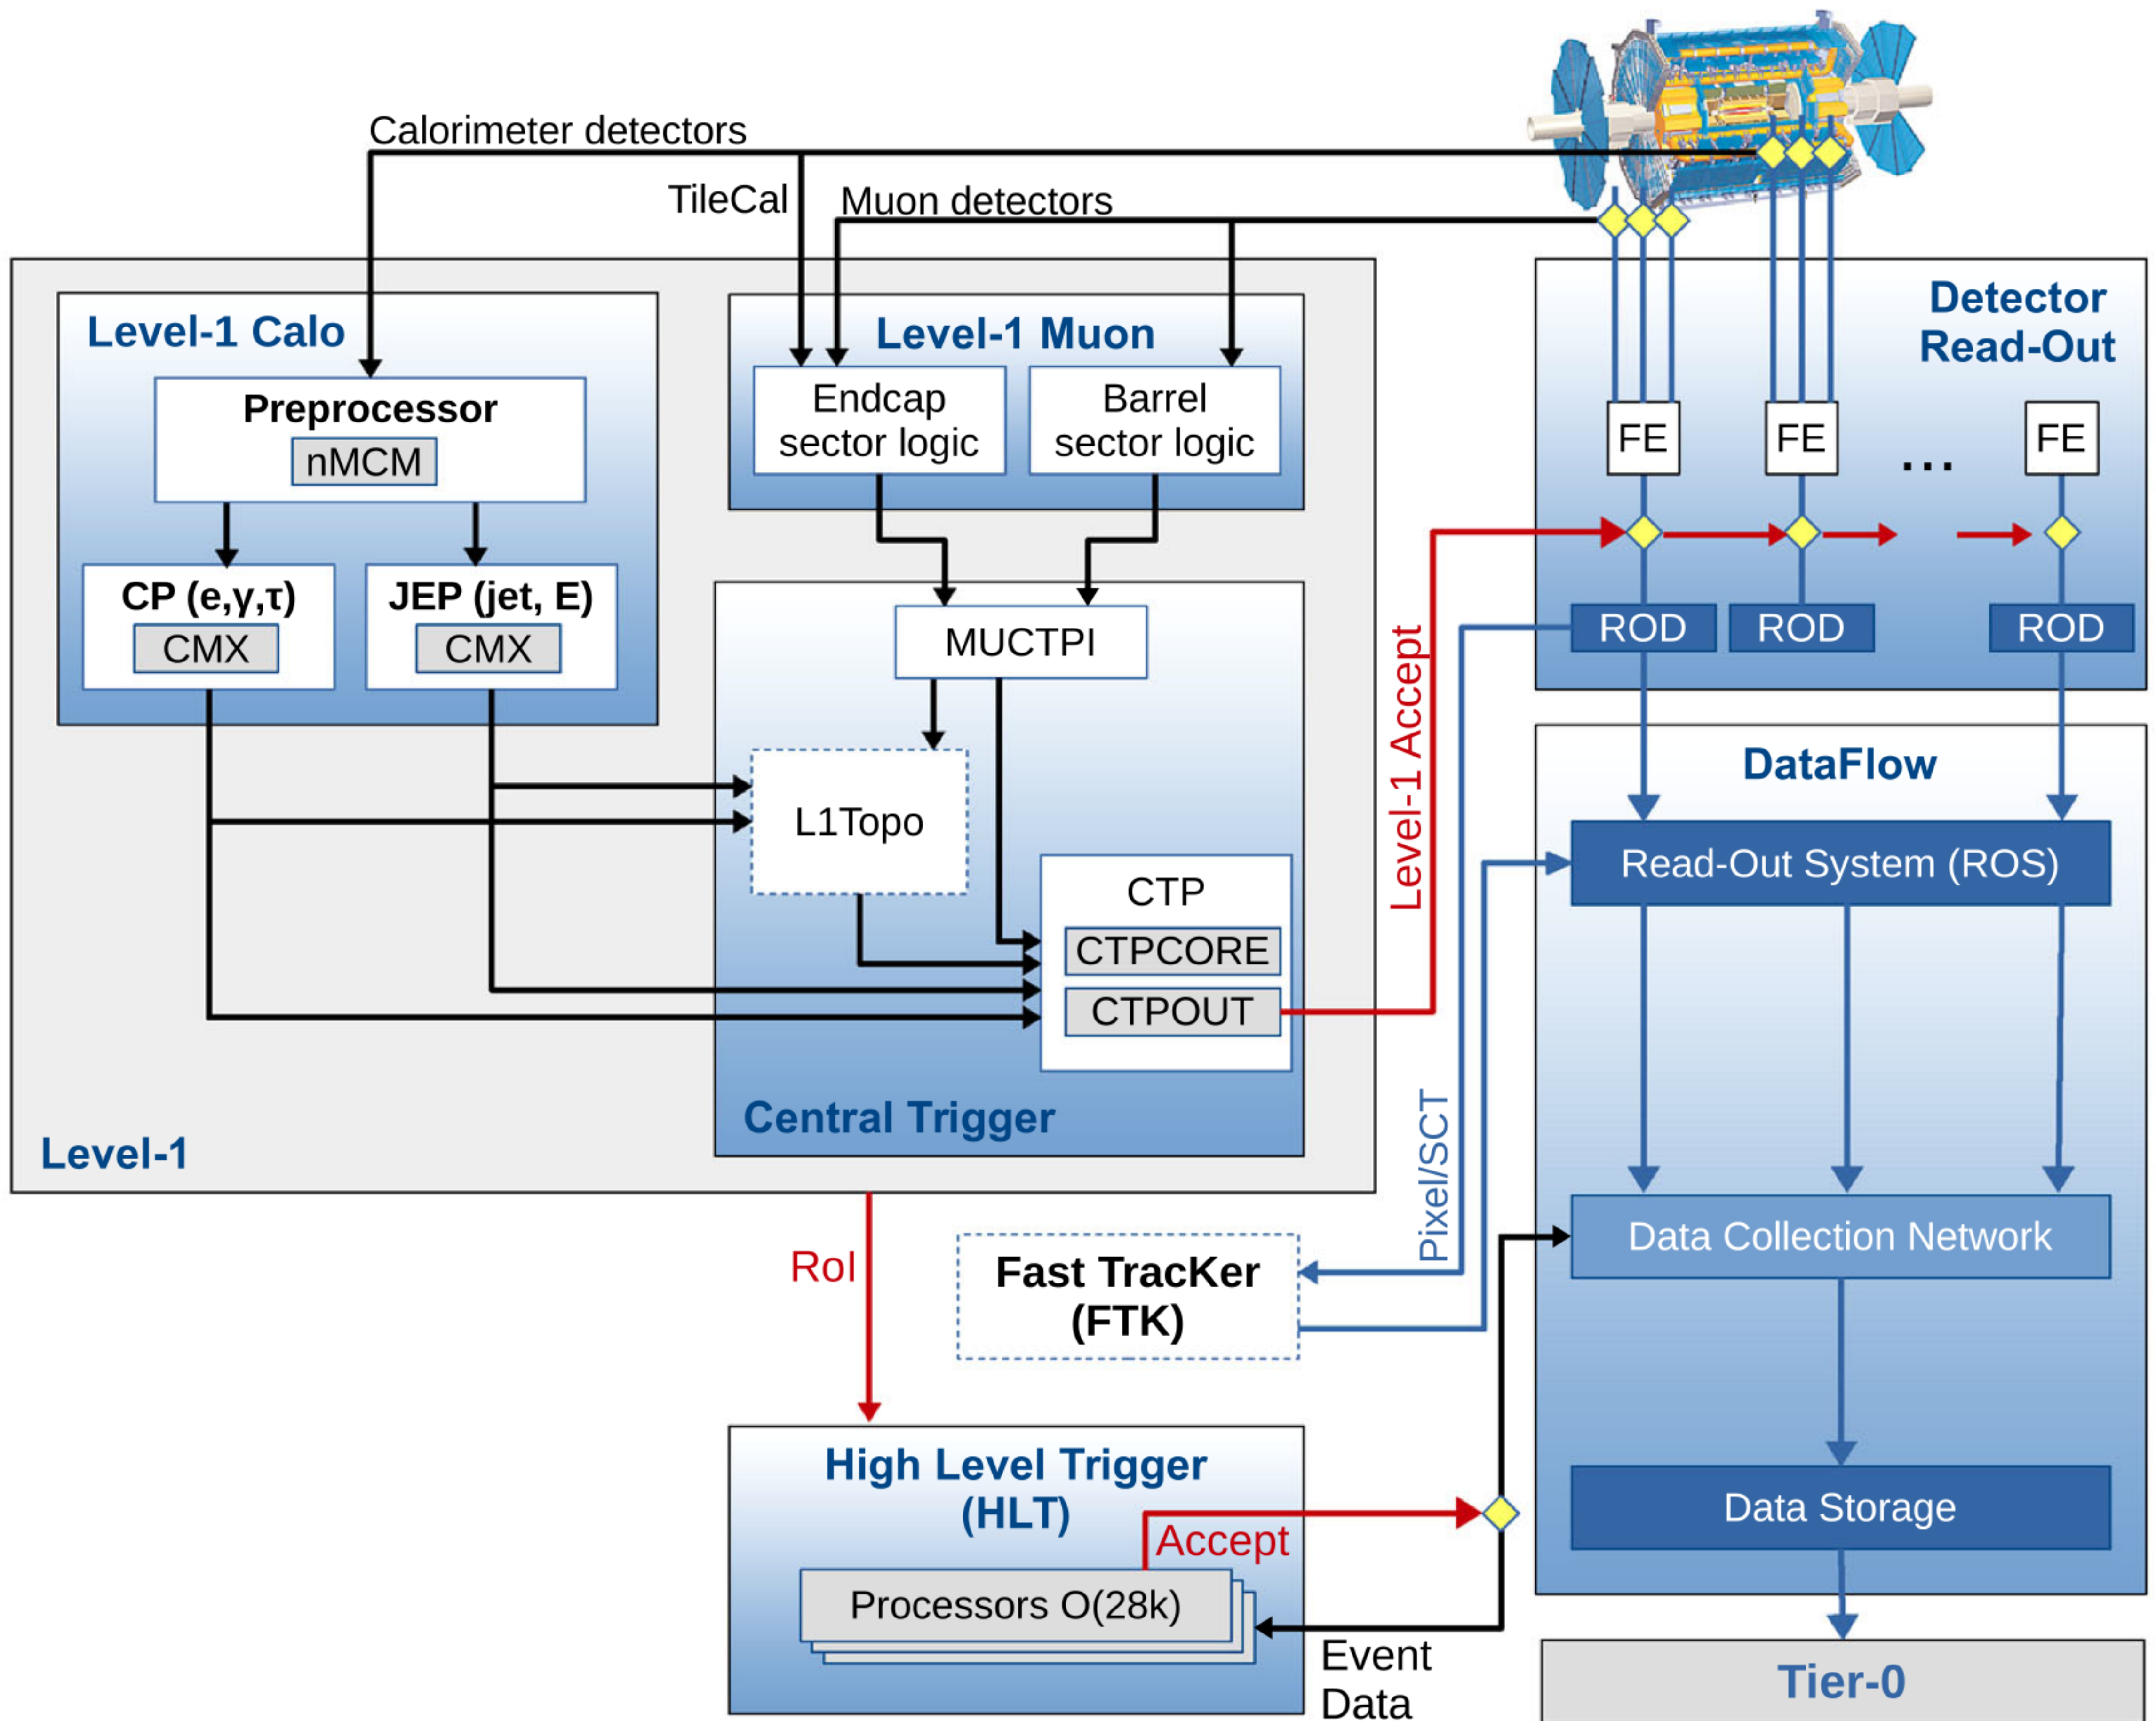 Calorimeter detectors
TileCal
Muon detectors
Level-1 Calo
Preprocessor
nMCM
CP (e,γ,τ)
CMX
JEP (jet, E)
CMX
Level-1 Muon
Endcap
sector logic
Barrel
sector logic
MUCTPI
L1Topo
CTP
CTPCORE
CTPOUT
Central Trigger
Level-1
Level-1 Accept
Detector
Read-Out
FE
FE
...
FE
ROD
ROD
ROD
DataFlow
Read-Out System (ROS)
Pixel/SCT
Data Collection Network
RoI
Fast TracKer
(FTK)
High Level Trigger
(HLT)
Accept
Processors O(28k)
Event
Data
Data Storage
Tier-0